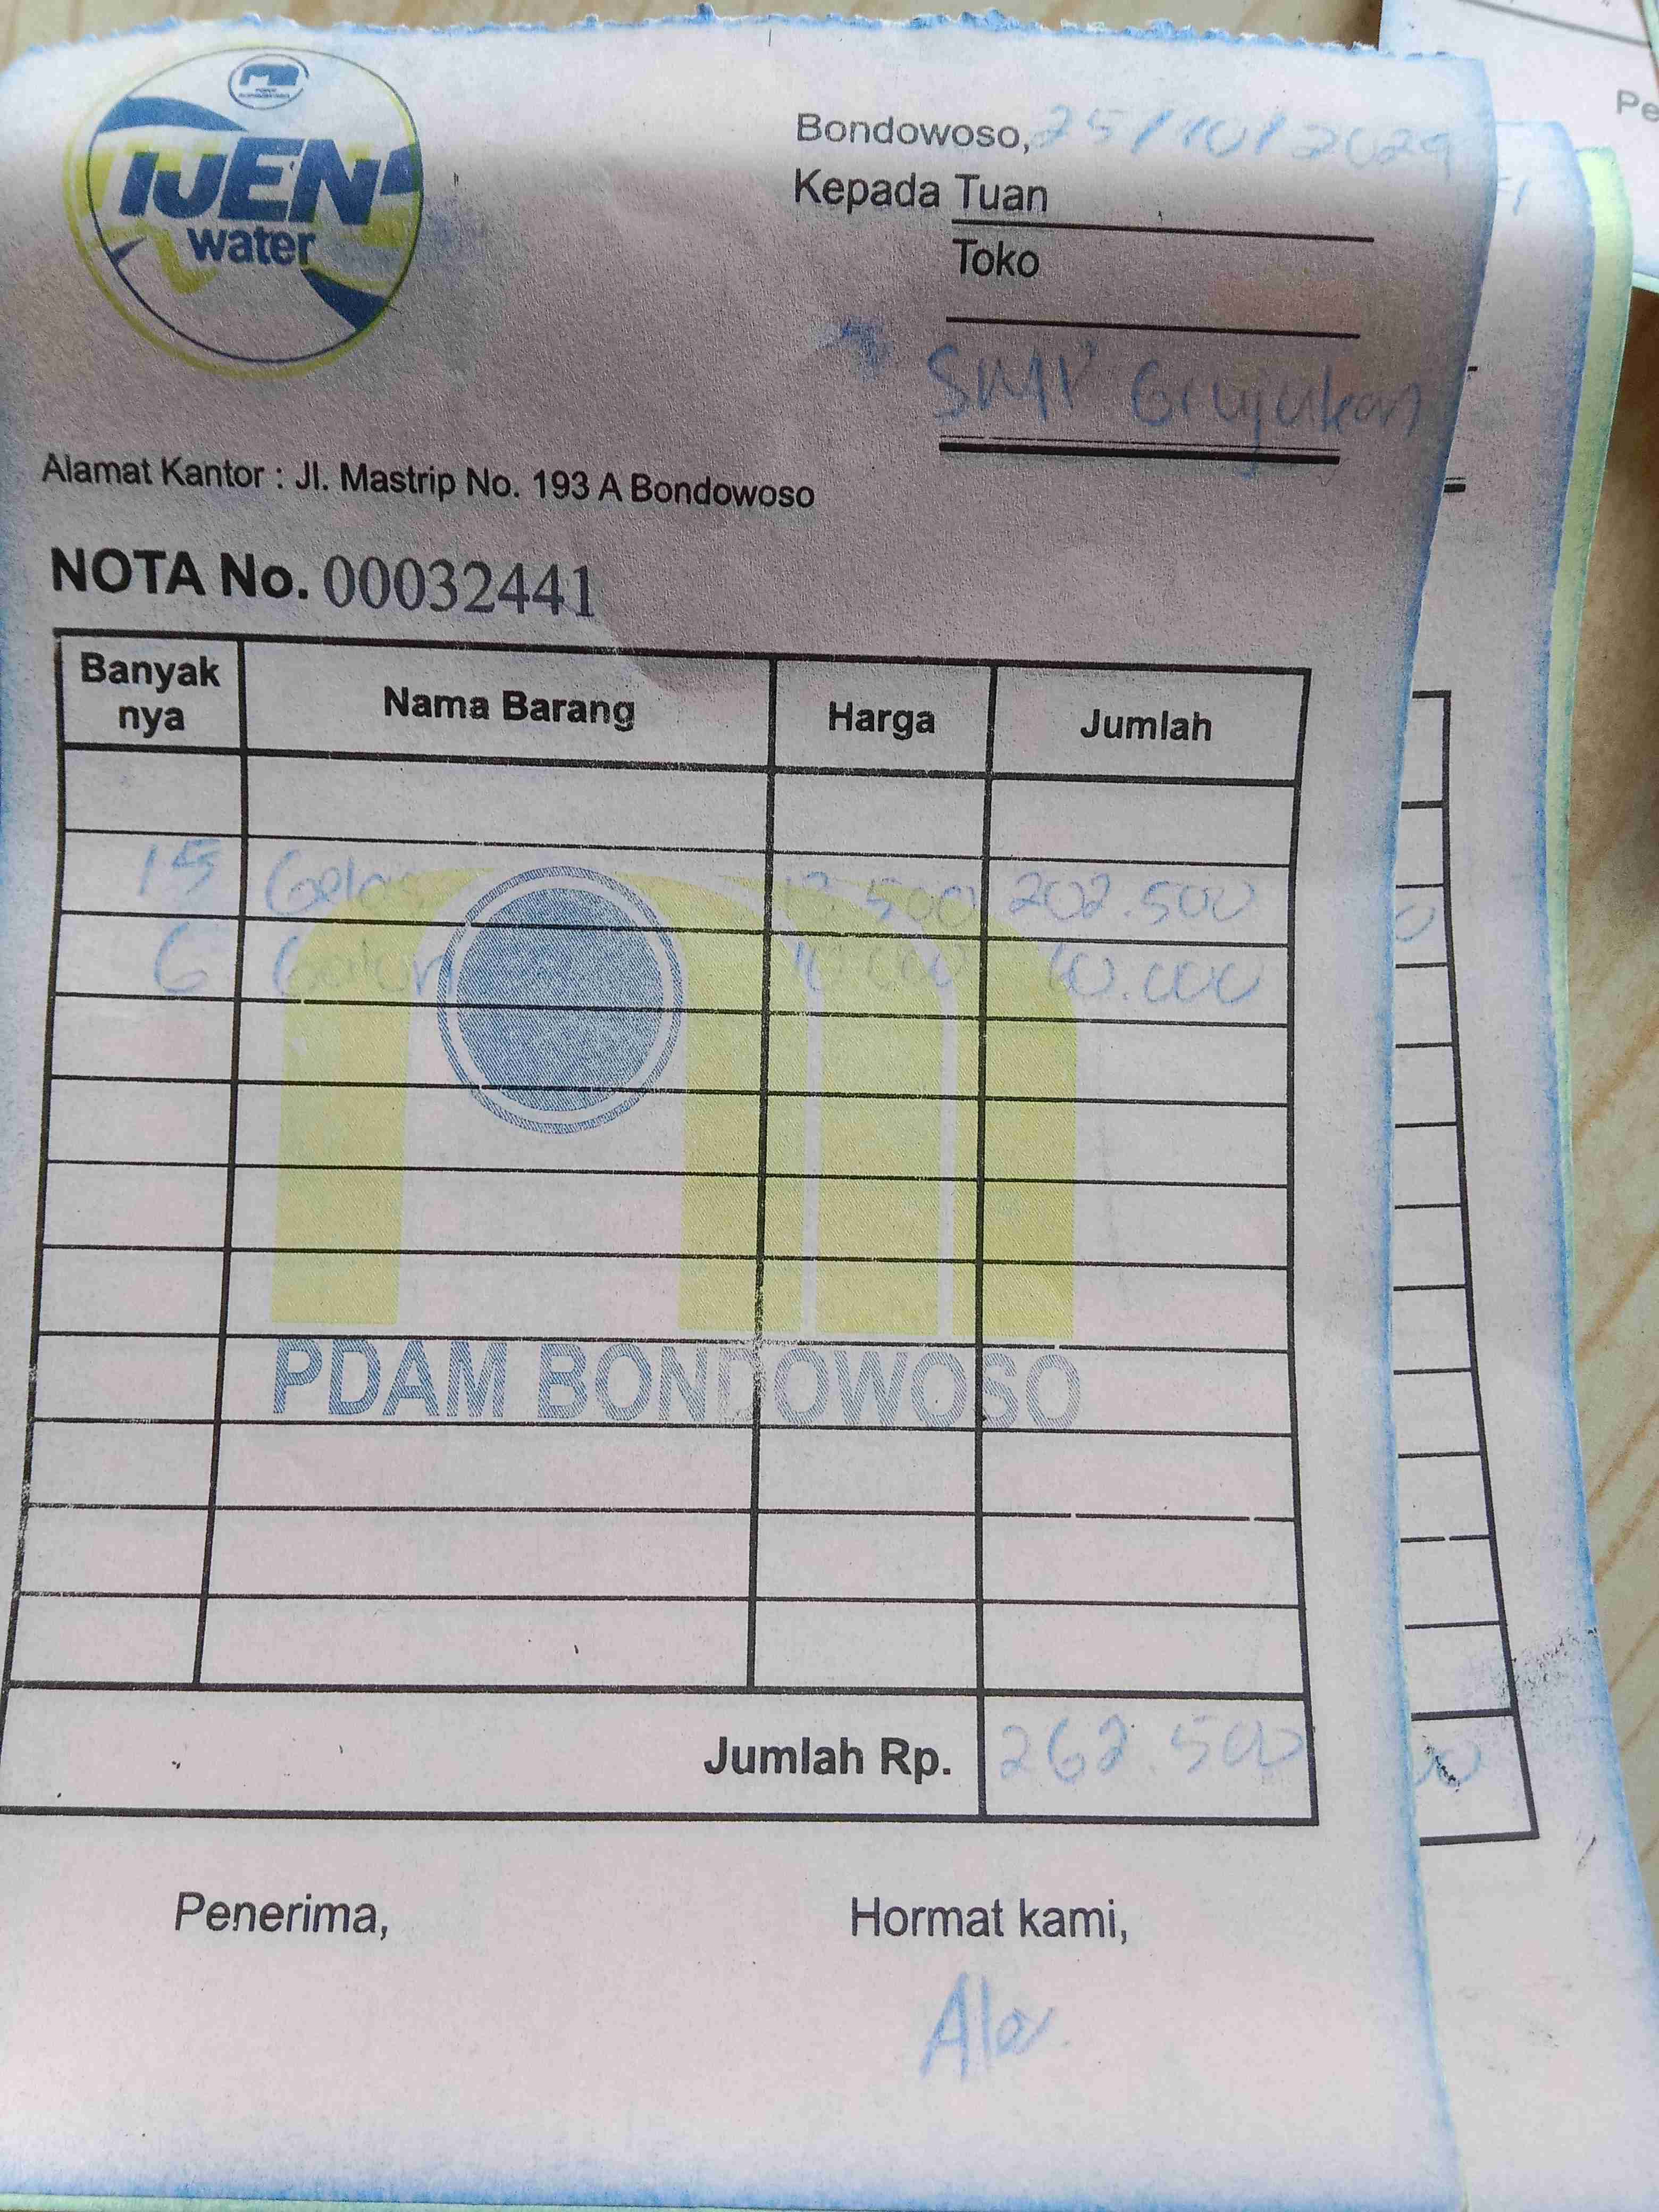 IJEN
water
Bondowoso, 25/10/2024
Kepada Tuan
Toko
SMP Grujukan
Alamat Kantor : Jl. Mastrip No. 193 A Bondowoso
NOTA No. 00032441
Banyak nya Nama Barang Harga Jumlah
15 Gelas 13.500 202.500
6 Galon 10.000 60.000
PDAM BONDOWOSO
Jumlah Rp. 262.500
Penerima, Hormat kami,
Ale
Pe